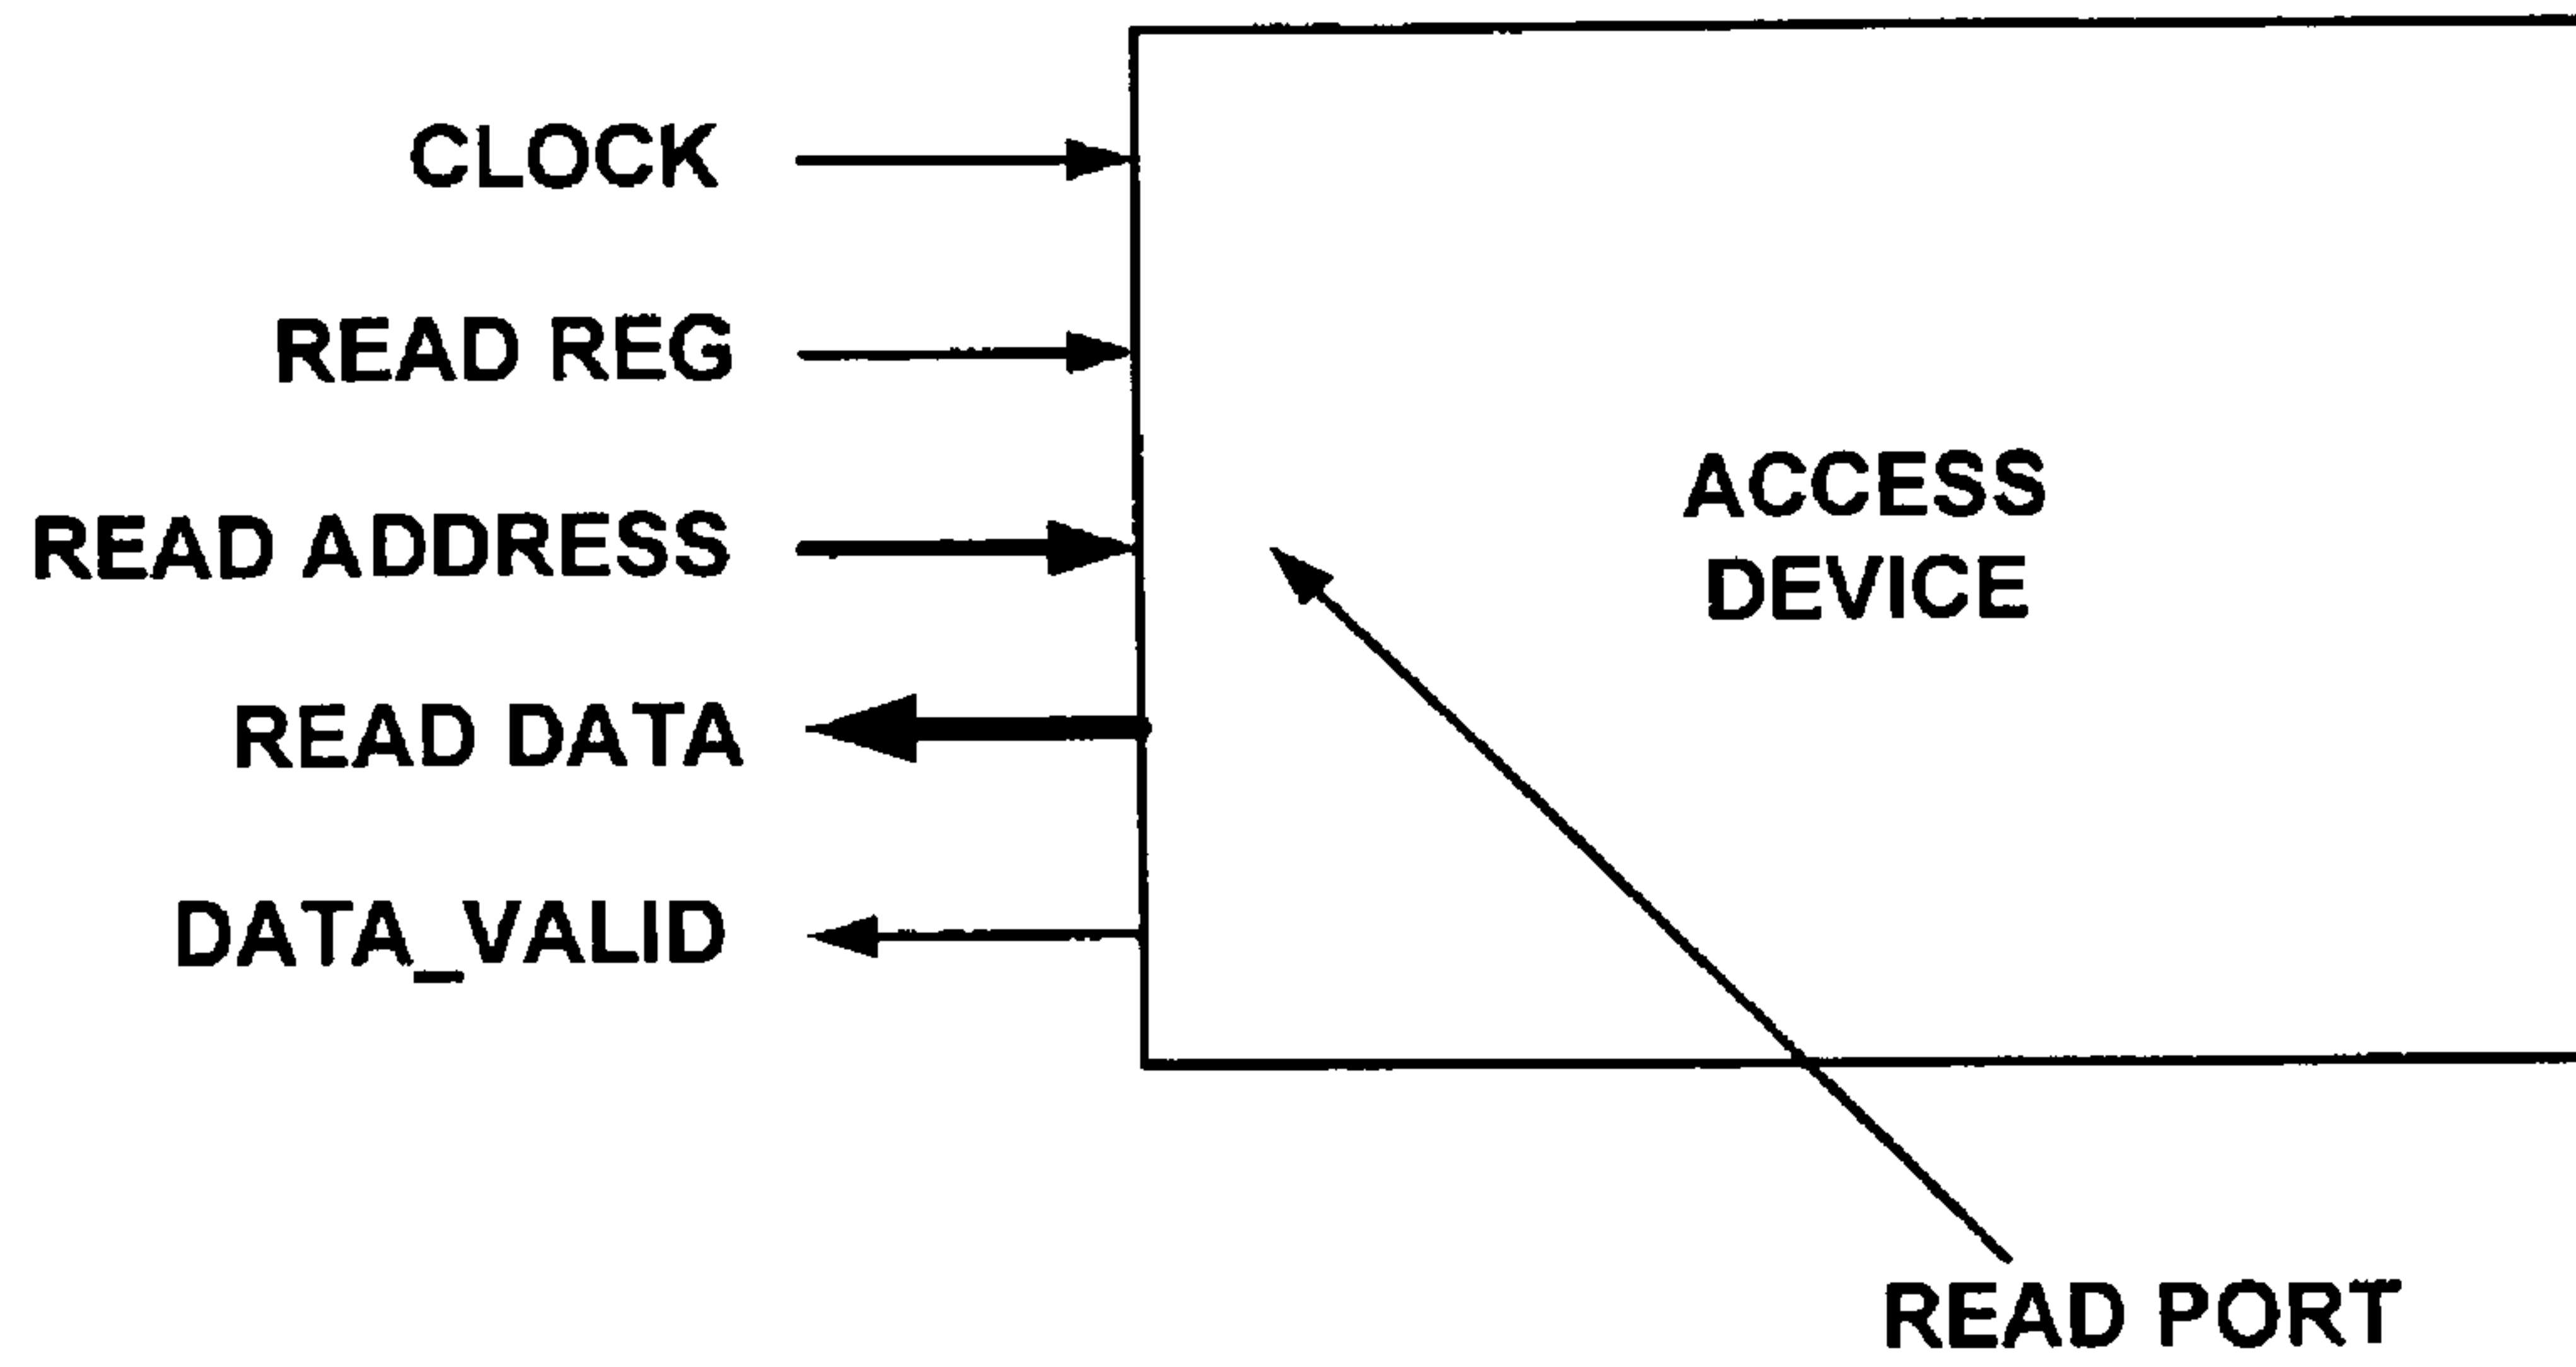 CLOCK
READ REG
READ ADDRESS
READ DATA
DATA_VALID
ACCESS
DEVICE
READ PORT